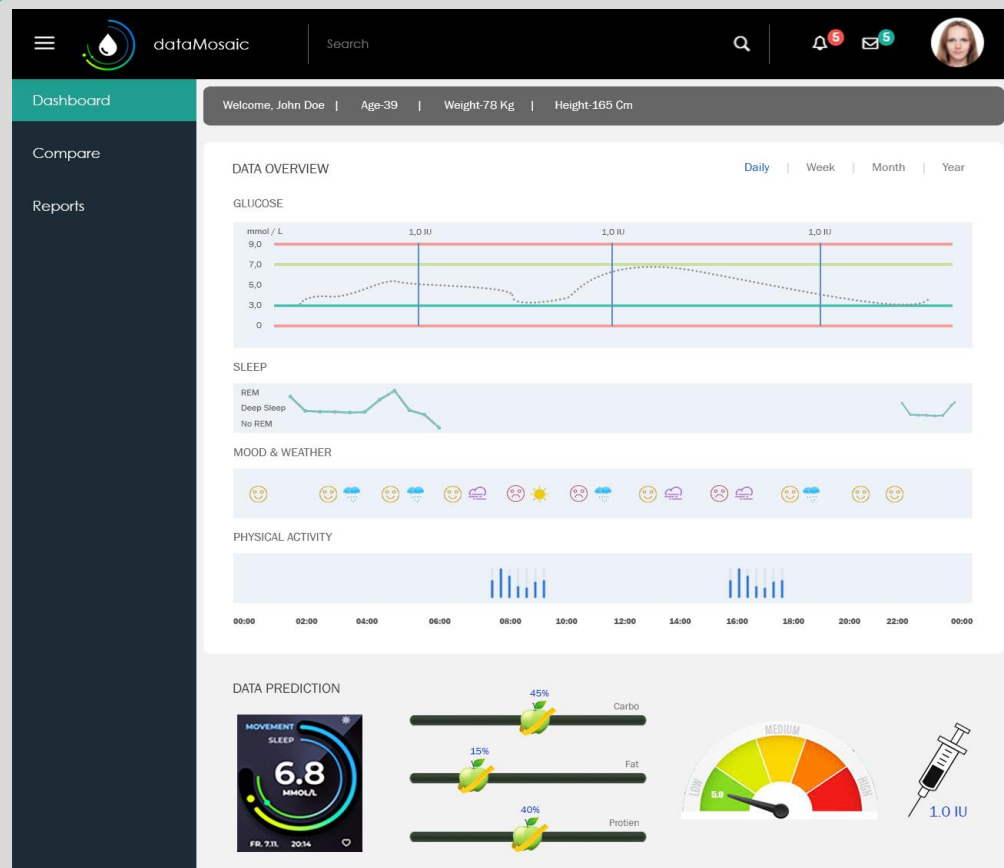 dataMosaic Search 5 5
Dashboard
Compare
Reports
Welcome, John Doe | Age-39 | Weight-78 Kg | Height-165 Cm
DATA OVERVIEW Daily | Week | Month | Year
GLUCOSE
mmol / L 1,0 IU 1,0 IU 1,0 IU
9,0
7,0
5,0
3,0
0
SLEEP
REM
Deep Sleep
No REM
MOOD & WEATHER
PHYSICAL ACTIVITY
00:00 02:00 04:00 06:00 08:00 10:00 12:00 14:00 16:00 18:00 20:00 22:00 00:00
DATA PREDICTION
MOVEMENT
SLEEP
6.8
MMOL/L
FR. 7.11. 20:14
45%
Carbo
15%
Fat
40%
Protien
LOW MEDIUM HIGH
5.8
1.0 IU